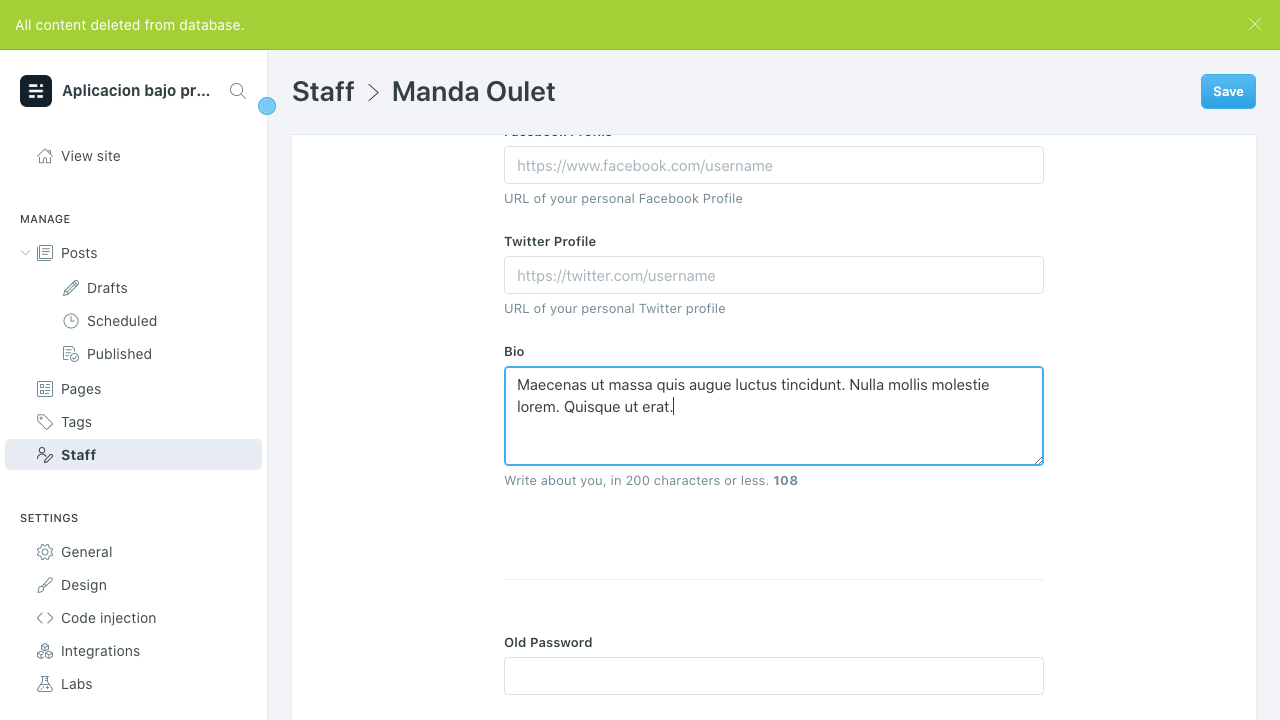 All content deleted from database.
Aplicacion bajo pr...
Staff > Manda Oulet
Save
View site
MANAGE
Posts
Drafts
Scheduled
Published
Pages
Tags
Staff
SETTINGS
General
Design
Code injection
Integrations
Labs
Facebook Profile
https://www.facebook.com/username
URL of your personal Facebook Profile
Twitter Profile
https://twitter.com/username
URL of your personal Twitter profile
Bio
Maecenas ut massa quis augue luctus tincidunt. Nulla mollis molestie
lorem. Quisque ut erat.
Write about you, in 200 characters or less. 108
Old Password